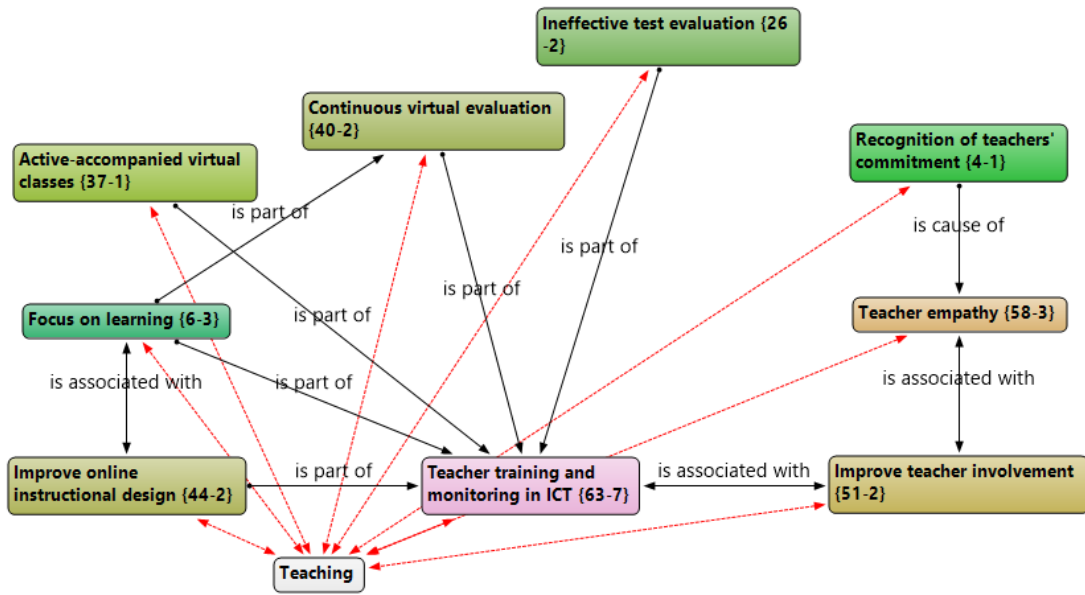 Ineffective test evaluation {26
-2}
Continuous virtual evaluation
{40-2}
Recognition of teachers'
commitment {4-1}
Active-accompanied virtual
classes {37-1}
is part of
is cause of
is part of
is part of
Focus on learning {6-3}
is part of
Teacher empathy {58-3}
is associated with
is part of
is associated with
Improve online
instructional design {44-2}
is part of
Teacher training and
monitoring in ICT {63-7}
is associated with
Improve teacher involvement
{51-2}
Teaching